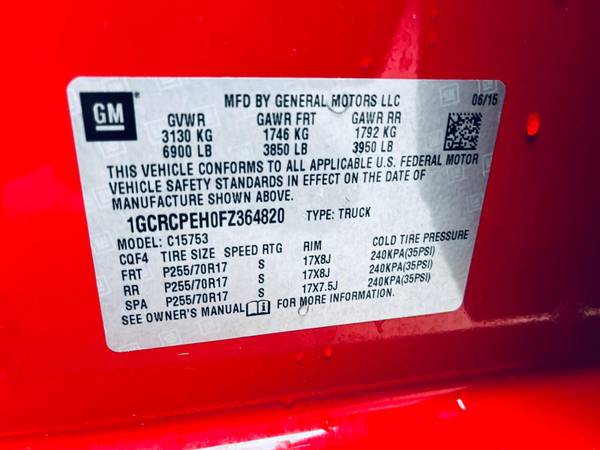 GM
MFD BY GENERAL MOTORS LLC 06/15
GVWR GAWR FRT GAWR RR
3130 KG 1746 KG 1792 KG
6900 LB 3850 LB 3950 LB
THIS VEHICLE CONFORMS TO ALL APPLICABLE U.S. FEDERAL MOTOR
VEHICLE SAFETY STANDARDS IN EFFECT ON THE DATE OF
MANUFACTURE SHOWN ABOVE.
1GCRCPEH0FZ364820 TYPE: TRUCK
MODEL: C15753
CQF4 TIRE SIZE SPEED RTG RIM COLD TIRE PRESSURE
FRT P255/70R17 S 17X8J 240KPA(35PSI)
RR P255/70R17 S 17X8J 240KPA(35PSI)
SPA P255/70R17 S 17X7.5J 240KPA(35PSI)
SEE OWNER'S MANUAL FOR MORE INFORMATION.